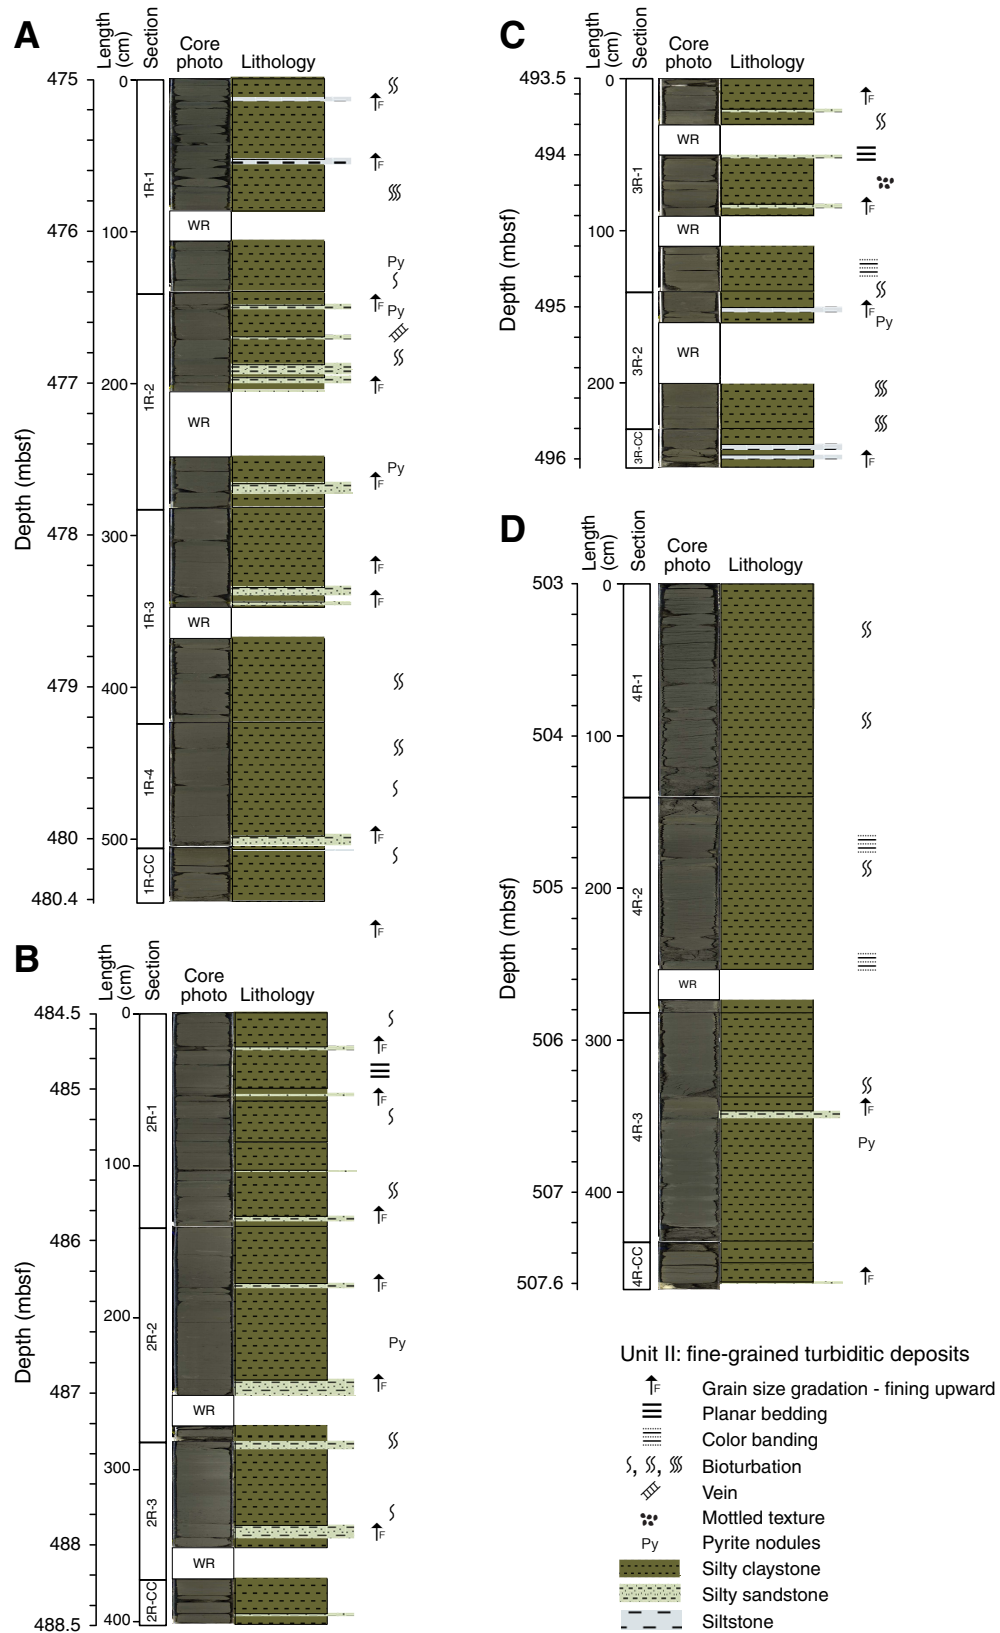 A
Length (cm)
Section
Core photo
Lithology
Depth (mbsf)
475
476
477
478
479
480
480.4
0
100
200
300
400
500
1R-1
1R-2
1R-3
1R-4
1R-CC
WR
WR
WR
F
F
Py
F
Py
F
Py
F
F
F
F
F
B
Length (cm)
Section
Core photo
Lithology
Depth (mbsf)
484.5
485
486
487
488
488.5
0
100
200
300
400
2R-1
2R-2
2R-3
2R-CC
WR
WR
F
F
F
F
Py
F
F
C
Length (cm)
Section
Core photo
Lithology
Depth (mbsf)
493.5
494
495
496
0
100
200
3R-1
3R-2
3R-CC
WR
WR
WR
F
F
F
Py
F
D
Length (cm)
Section
Core photo
Lithology
Depth (mbsf)
503
504
505
506
507
507.6
0
100
200
300
400
4R-1
4R-2
4R-3
4R-CC
WR
F
Py
F
Unit II: fine-grained turbiditic deposits
F Grain size gradation - fining upward
Planar bedding
Color banding
, , Bioturbation
Vein
Mottled texture
Py Pyrite nodules
Silty claystone
Silty sandstone
Siltstone